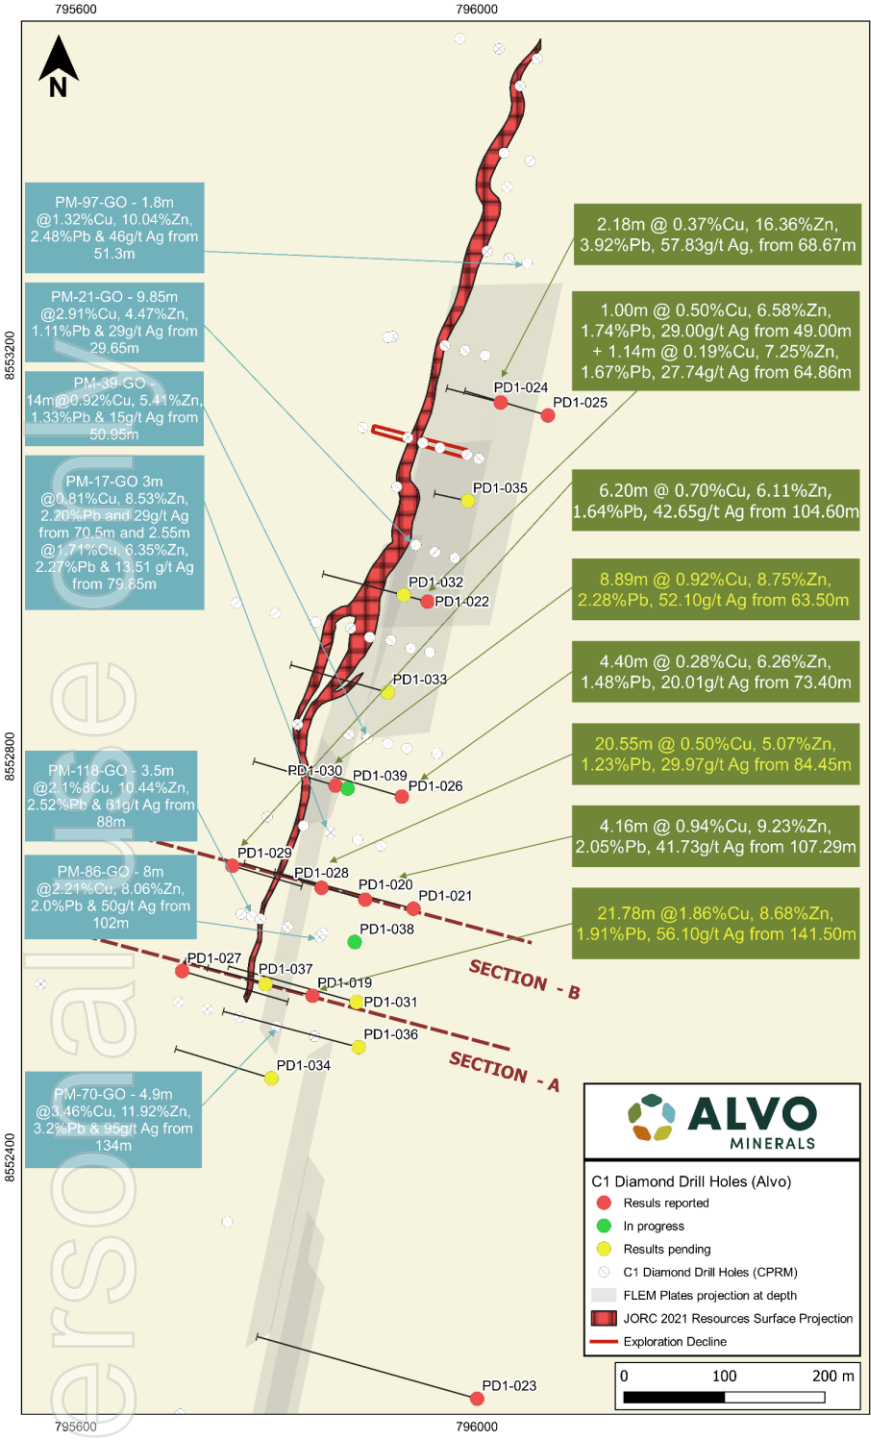 795600
796000
N
PM-97-GO - 1.8m
@1.32%Cu, 10.04%Zn,
2.48%Pb & 46g/t Ag from
51.3m
2.18m @ 0.37%Cu, 16.36%Zn,
3.92%Pb, 57.83g/t Ag, from 68.67m
PM-21-GO - 9.85m
@2.91%Cu, 4.47%Zn,
1.11%Pb & 29g/t Ag from
29.65m
1.00m @ 0.50%Cu, 6.58%Zn,
1.74%Pb, 29.00g/t Ag from 49.00m
+ 1.14m @ 0.19%Cu, 7.25%Zn,
1.67%Pb, 27.74g/t Ag from 64.86m
8553200
PM-39-GO -
14m@0.92%Cu, 5.41%Zn,
1.33%Pb & 15g/t Ag from
50.95m
PD1-024
PD1-025
PM-17-GO 3m
@0.81%Cu, 8.53%Zn,
2.20%Pb and 29g/t Ag
from 70.5m and 2.55m
@1.71%Cu, 6.35%Zn,
2.27%Pb & 13.51 g/t Ag
from 79.85m
PD1-035
6.20m @ 0.70%Cu, 6.11%Zn,
1.64%Pb, 42.65g/t Ag from 104.60m
PD1-032
PD1-022
8.89m @ 0.92%Cu, 8.75%Zn,
2.28%Pb, 52.10g/t Ag from 63.50m
PD1-033
4.40m @ 0.28%Cu, 6.26%Zn,
1.48%Pb, 20.01g/t Ag from 73.40m
8552800
PM-118-GO - 3.5m
@2.1%8Cu, 10.44%Zn,
2.52%Pb & 61g/t Ag from
88m
PD1-030
PD1-039
PD1-026
20.55m @ 0.50%Cu, 5.07%Zn,
1.23%Pb, 29.97g/t Ag from 84.45m
PD1-029
PD1-028
PD1-020
PD1-021
4.16m @ 0.94%Cu, 9.23%Zn,
2.05%Pb, 41.73g/t Ag from 107.29m
PM-86-GO - 8m
@2.21%Cu, 8.06%Zn,
2.0%Pb & 50g/t Ag from
102m
PD1-038
21.78m @1.86%Cu, 8.68%Zn,
1.91%Pb, 56.10g/t Ag from 141.50m
PD1-027
PD1-037
PD1-019
PD1-031
SECTION - B
PD1-036
SECTION - A
PD1-034
PM-70-GO - 4.9m
@3.46%Cu, 11.92%Zn,
3.2%Pb & 95g/t Ag from
134m
8552400
ALVO
MINERALS
C1 Diamond Drill Holes (Alvo)
Resuls reported
In progress
Results pending
C1 Diamond Drill Holes (CPRM)
FLEM Plates projection at depth
JORC 2021 Resources Surface Projection
Exploration Decline
0 100 200 m
PD1-023
795600
796000
ersonal use only